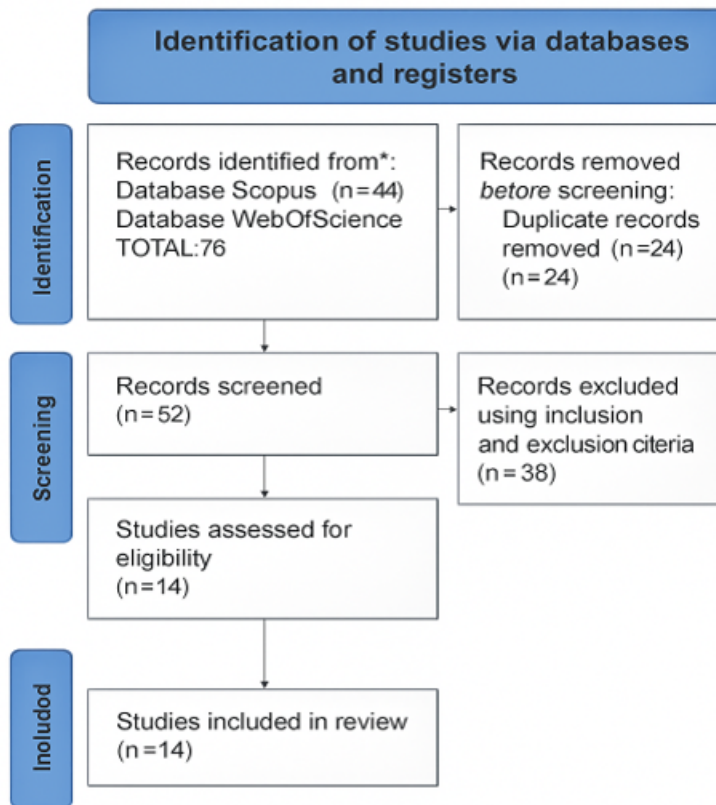 Identification of studies via databases
and registers
Identification
Records identified from*:
Database Scopus (n=44)
Database WebOfScience
TOTAL:76
Records removed
betore screening:
Duplicate records
removed (n=24)
(n=24)
Screening
Records screened
(n=52)
Records excluded
using inclusion
and exclusion citeria
(n=38)
Studies assessed for
eligibility
(n=14)
Inoludod
Studies included in review
(n=14)